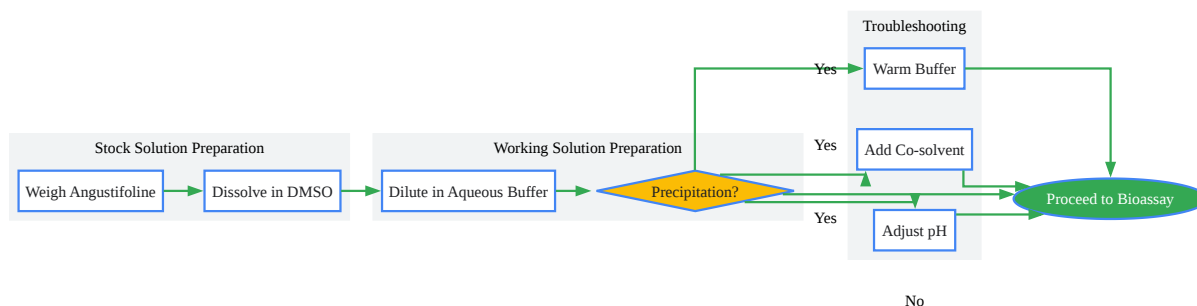 Troubleshooting
Yes
Warm Buffer
Stock Solution Preparation
Working Solution Preparation
Yes
Add Co-solvent
Weigh Angustifoline
Dissolve in DMSO
Dilute in Aqueous Buffer
Precipitation?
Proceed to Bioassay
Yes
Adjust pH
No